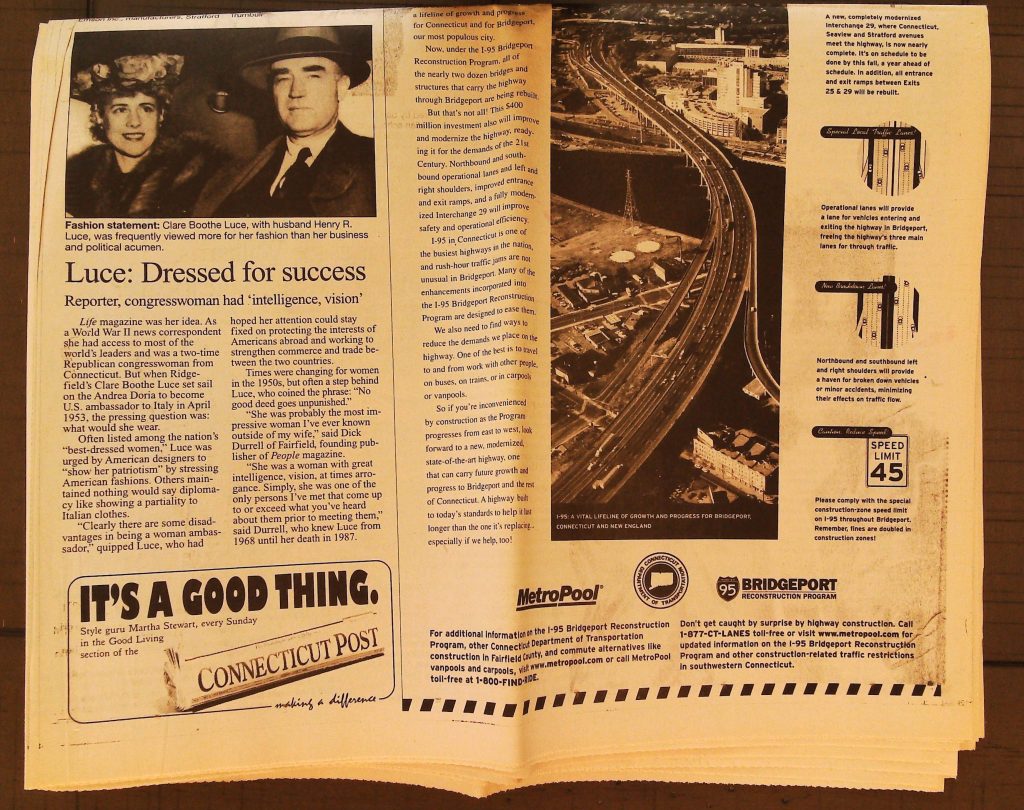 Emson Inc., manufacturers, Stratford Trumbull
Fashion statement: Clare Boothe Luce, with husband Henry R.
Luce, was frequently viewed more for her fashion than her business
and political acumen.
Luce: Dressed for success
Reporter, congresswoman had ‘intelligence, vision’
Life magazine was her idea. As
a World War II news correspondent
she had access to most of the
world's leaders and was a two-time
Republican congresswoman from
Connecticut. But when Ridge-
field's Clare Boothe Luce set sail
on the Andrea Doria to become
U.S. ambassador to Italy in April
1953, the pressing question was:
what would she wear.
Often listed among the nation's
“best-dressed women,” Luce was
urged by American designers to
“show her patriotism” by stressing
American fashions. Others main-
tained nothing would say diploma-
cy like showing a partiality to
Italian clothes.
“Clearly there are some disad-
vantages in being a woman ambas-
sador,” quipped Luce, who had
hoped her attention could stay
fixed on protecting the interests of
Americans abroad and working to
strengthen commerce and trade be-
tween the two countries.
Times were changing for women
in the 1950s, but often a step behind
Luce, who coined the phrase: “No
good deed goes unpunished.”
“She was probably the most im-
pressive woman I've ever known
outside of my wife,” said Dick
Durrell of Fairfield, founding pub-
lisher of People magazine.
“She was a woman with great
intelligence, vision, at times arro-
gance. Simply, she was one of the
only persons I've met that come up
to or exceed what you've heard
about them prior to meeting them,”
said Durrell, who knew Luce from
1968 until her death in 1987.
IT'S A GOOD THING.
Style guru Martha Stewart, every Sunday
in the Good Living
section of the
CONNECTICUT POST
making a difference
a lifeline of growth and progress
for Connecticut and for Bridgeport,
our most populous city.
Now, under the I-95 Bridgeport
Reconstruction Program, all of
the nearly two dozen bridges and
structures that carry the highway
through Bridgeport are being rebuilt.
But that's not all! This $400
million investment also will improve
and modernize the highway, ready-
ing it for the demands of the 21st
Century. Northbound and south-
bound operational lanes and left and
right shoulders, improved entrance
and exit ramps, and a fully modern-
ized Interchange 29 will improve
safety and operational efficiency.
I-95 in Connecticut is one of
the busiest highways in the nation,
and rush-hour traffic jams are not
unusual in Bridgeport. Many of the
enhancements incorporated into
the I-95 Bridgeport Reconstruction
Program are designed to ease them.
We also need to find ways to
reduce the demands we place on the
highway. One of the best is to travel
to and from work with other people,
on buses, on trains, or in carpools
or vanpools.
So if you're inconvenienced
by construction as the Program
progresses from east to west, look
forward to a new, modernized,
state-of-the-art highway, one
that can carry future growth and
progress to Bridgeport and the rest
of Connecticut. A highway built
to today's standards to help it last
longer than the one it's replacing...
especially if we help, too!
I-95: A VITAL LIFELINE OF GROWTH AND PROGRESS FOR BRIDGEPORT,
CONNECTICUT AND NEW ENGLAND
A new, completely modernized
Interchange 29, where Connecticut,
Seaview and Stratford avenues
meet the highway, is now nearly
complete. It's on schedule to be
done by this fall, a year ahead of
schedule. In addition, all entrance
and exit ramps between Exits
25 & 29 will be rebuilt.
Special Local Traffic Lanes!
Operational lanes will provide
a lane for vehicles entering and
exiting the highway in Bridgeport,
freeing the highway's three main
lanes for through traffic.
New Breakdown Lanes!
Northbound and southbound left
and right shoulders will provide
a haven for broken down vehicles
or minor accidents, minimizing
their effects on traffic flow.
Caution, Reduce Speed!
SPEED
LIMIT
45
Please comply with the special
construction-zone speed limit
on I-95 throughout Bridgeport.
Remember, fines are doubled in
construction zones!
MetroPool®
CONNECTICUT DEPARTMENT OF TRANSPORTATION
95 BRIDGEPORT
RECONSTRUCTION PROGRAM
For additional information on the I-95 Bridgeport Reconstruction
Program, other Connecticut Department of Transportation
construction in Fairfield County, and commute alternatives like
vanpools and carpools, visit www.metropool.com or call MetroPool
toll-free at 1-800-FIND-RIDE.
Don't get caught by surprise by highway construction. Call
1-877-CT-LANES toll-free or visit www.metropool.com for
updated information on the I-95 Bridgeport Reconstruction
Program and other construction-related traffic restrictions
in southwestern Connecticut.